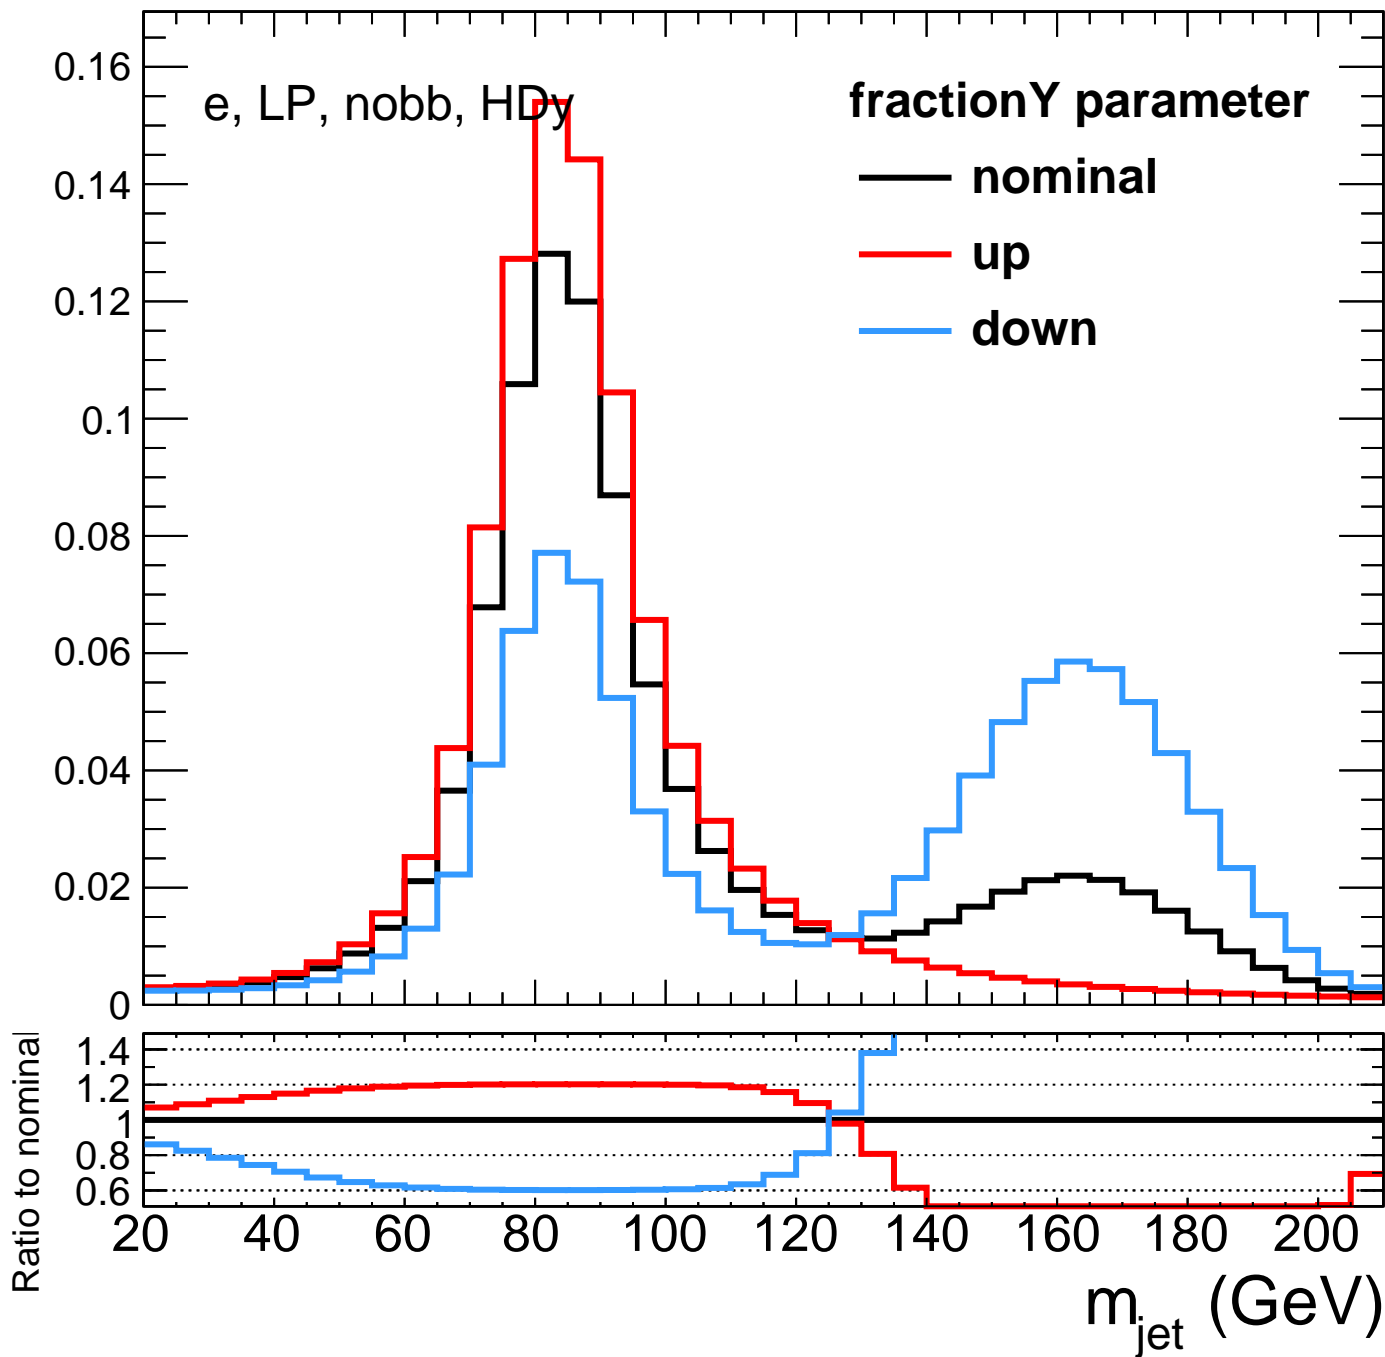 0.16
0.14
0.12
0.1
0.08
0.06
0.04
0.02
0
e, LP, nobb, HDy
fractionY parameter
nominal
up
down
Ratio to nominal
1.4
1.2
1
0.8
0.6
20 40 60 80 100 120 140 160 180 200
m_jet (GeV)